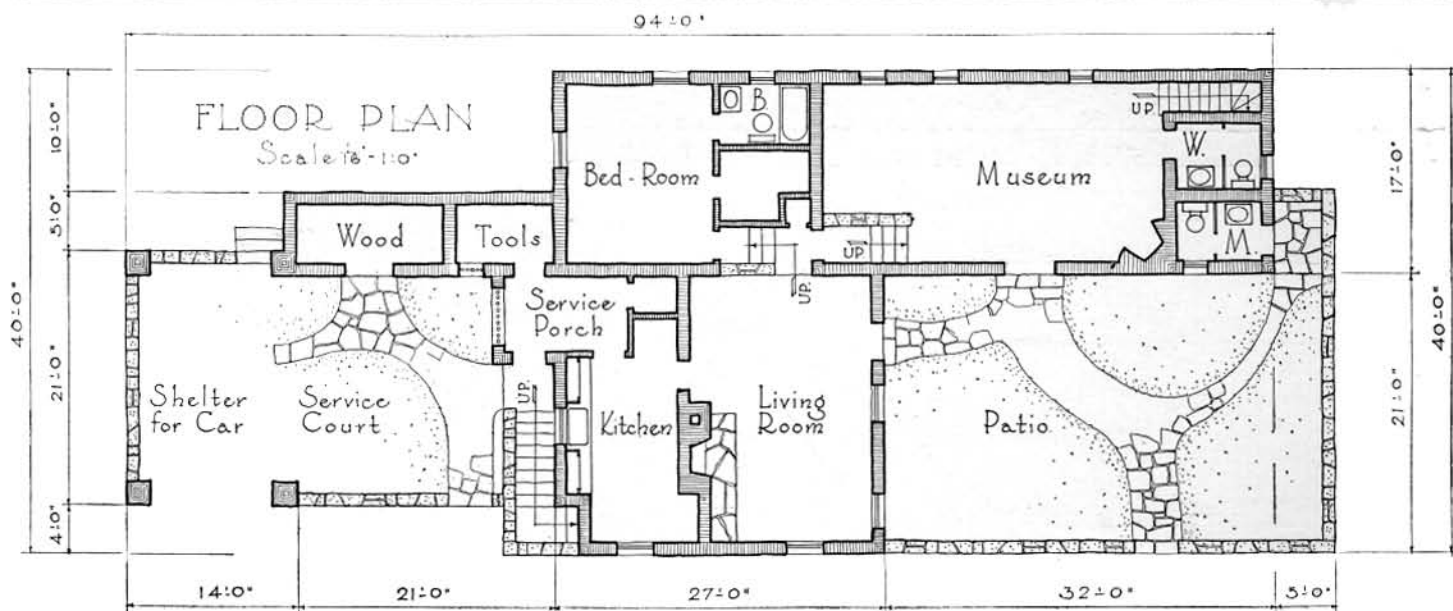 94'-0"
FLOOR PLAN
Scale 1/8"-1'-0"
10'-0"
5'-0"
21'-0"
4'-0"
40'-0"
B.
Bed-Room
UP.
Museum
W.
M.
17'-0"
Wood
Tools
UP
UP
UP.
Service
Porch
Shelter
for Car
Service
Court
UP.
Kitchen
Living
Room
Patio
21'-0"
40'-0"
UP
14'-0"
21'-0"
27'-0"
32'-0"
5'-0"